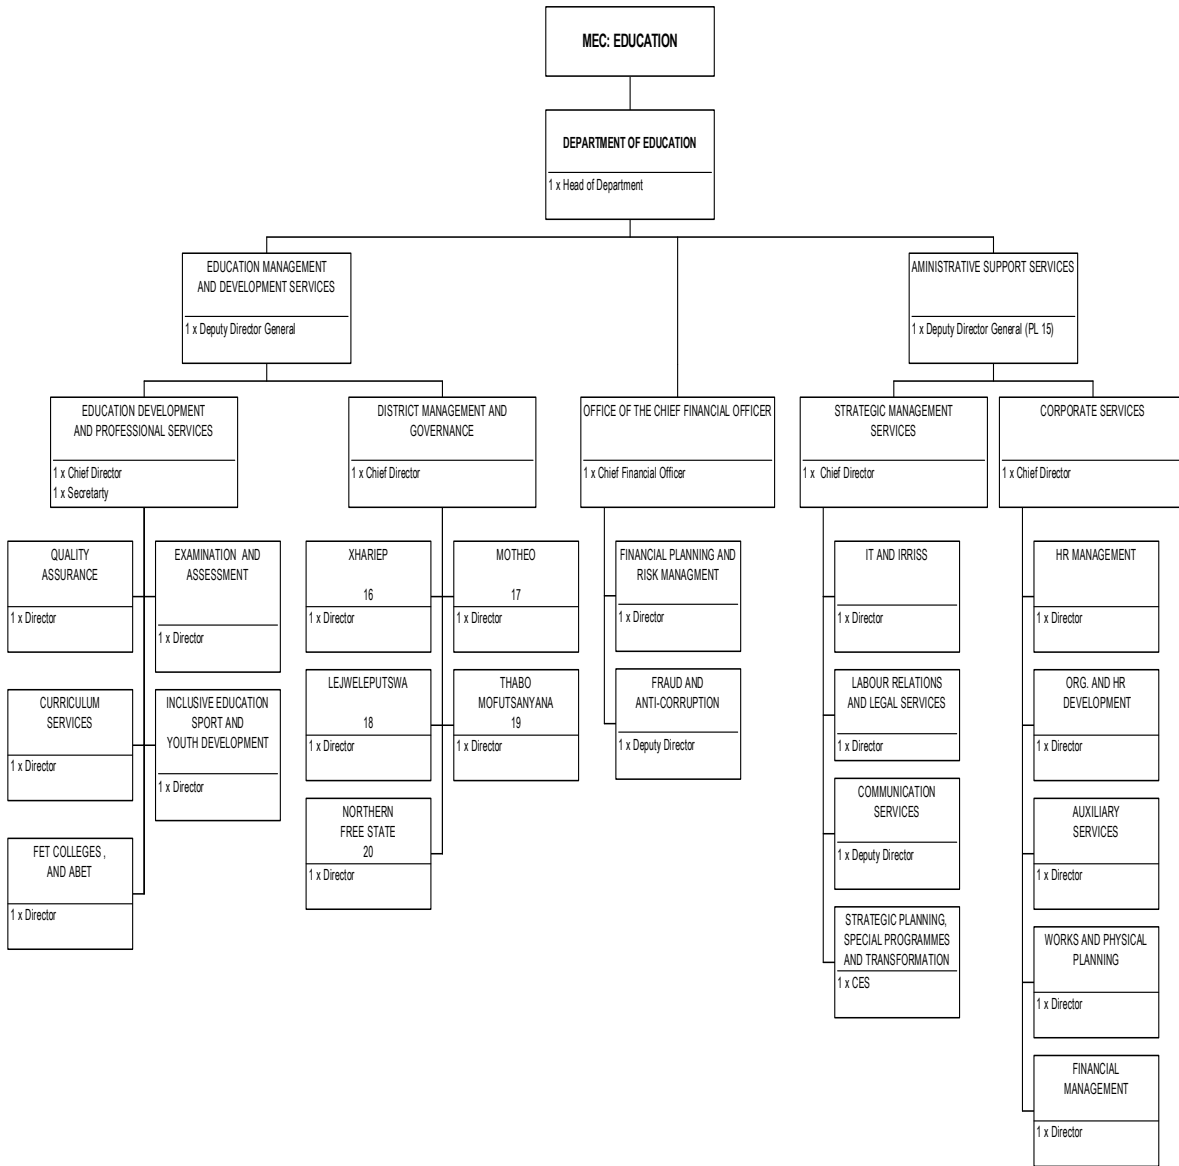 MEC: EDUCATION
DEPARTMENT OF EDUCATION
1 x Head of Department
EDUCATION MANAGEMENT
AND DEVELOPMENT SERVICES
1 x Deputy Director General
AMINISTRATIVE SUPPORT SERVICES
1 x Deputy Director General (PL 15)
EDUCATION DEVELOPMENT
AND PROFESSIONAL SERVICES
1 x Chief Director
1 x Secretarty
DISTRICT MANAGEMENT AND
GOVERNANCE
1 x Chief Director
OFFICE OF THE CHIEF FINANCIAL OFFICER
1 x Chief Financial Officer
STRATEGIC MANAGEMENT
SERVICES
1 x Chief Director
CORPORATE SERVICES
1 x Chief Director
QUALITY
ASSURANCE
1 x Director
EXAMINATION AND
ASSESSMENT
1 x Director
CURRICULUM
SERVICES
1 x Director
INCLUSIVE EDUCATION
SPORT AND
YOUTH DEVELOPMENT
1 x Director
FET COLLEGES ,
AND ABET
1 x Director
XHARIEP
16
1 x Director
MOTHEO
17
1 x Director
LEJWELEPUTSWA
18
1 x Director
THABO
MOFUTSANYANA
19
1 x Director
NORTHERN
FREE STATE
20
1 x Director
FINANCIAL PLANNING AND
RISK MANAGMENT
1 x Director
FRAUD AND
ANTI-CORRUPTION
1 x Deputy Director
IT AND IRRISS
1 x Director
LABOUR RELATIONS
AND LEGAL SERVICES
1 x Director
COMMUNICATION
SERVICES
1 x Deputy Director
STRATEGIC PLANNING,
SPECIAL PROGRAMMES
AND TRANSFORMATION
1 x CES
HR MANAGEMENT
1 x Director
ORG. AND HR
DEVELOPMENT
1 x Director
AUXILIARY
SERVICES
1 x Director
WORKS AND PHYSICAL
PLANNING
1 x Director
FINANCIAL
MANAGEMENT
1 x Director